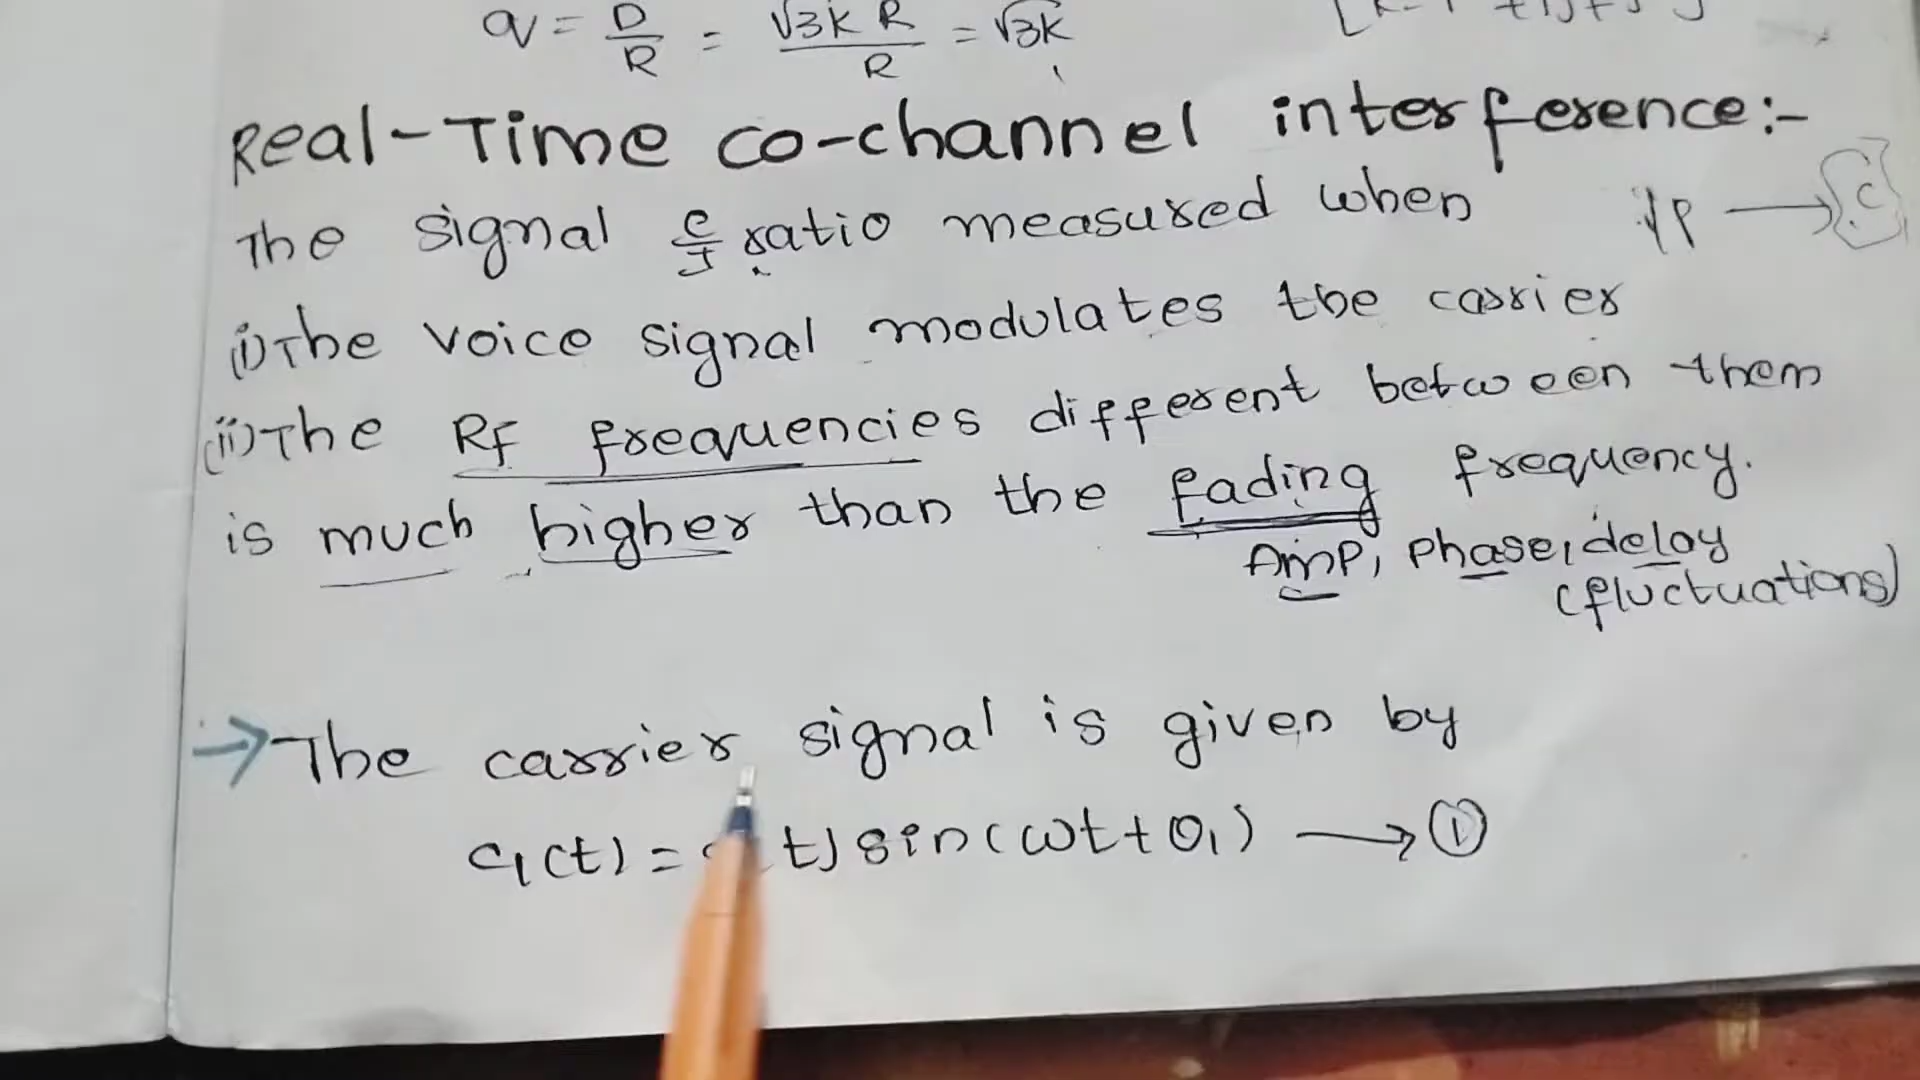 q = D/R = √3K R/R = √3K
Real-Time co-channel interference:-
The signal C/I ratio measured when
(i) The voice signal modulates the carrier
(ii) The RF frequencies different between them
is much higher than the fading frequency.
Amp, phase, delay
(fluctuations)
→ The carrier signal is given by
t) sin(ωt+θ₁) → ①